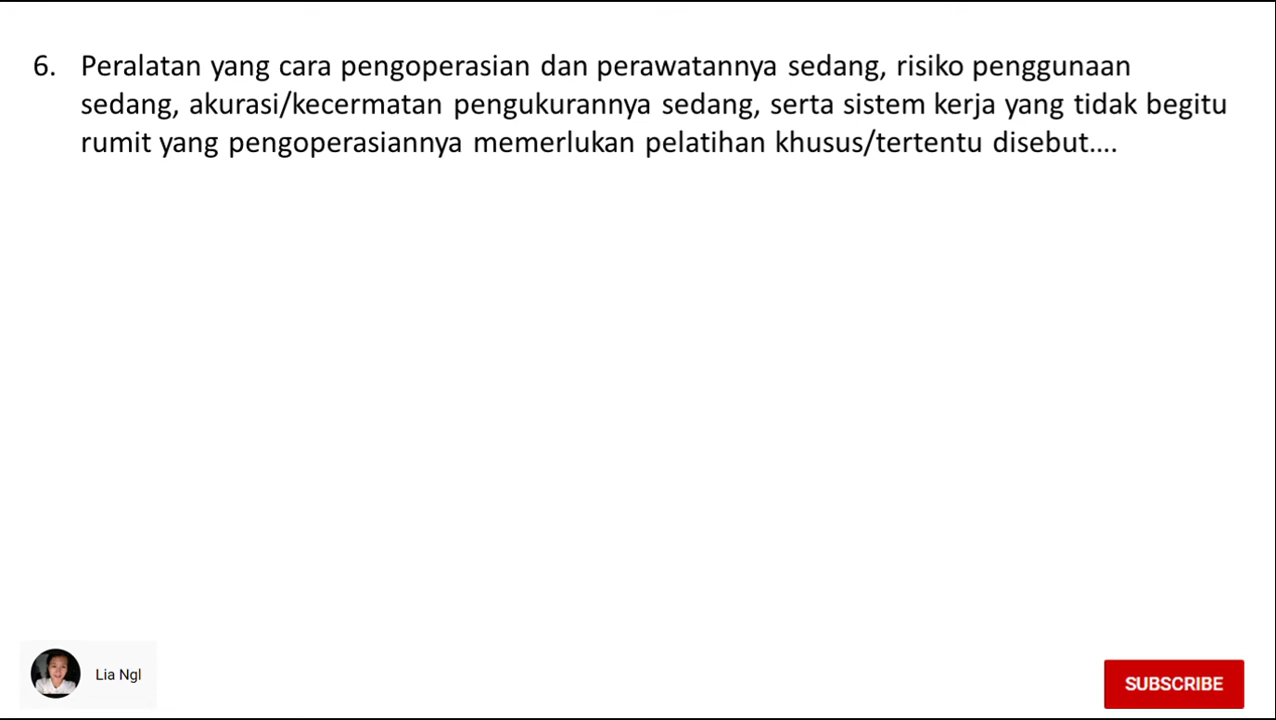 6. Peralatan yang cara pengoperasian dan perawatannya sedang, risiko penggunaan
sedang, akurasi/kecermatan pengukurannya sedang, serta sistem kerja yang tidak begitu
rumit yang pengoperasiannya memerlukan pelatihan khusus/tertentu disebut....
Lia Ngl
SUBSCRIBE